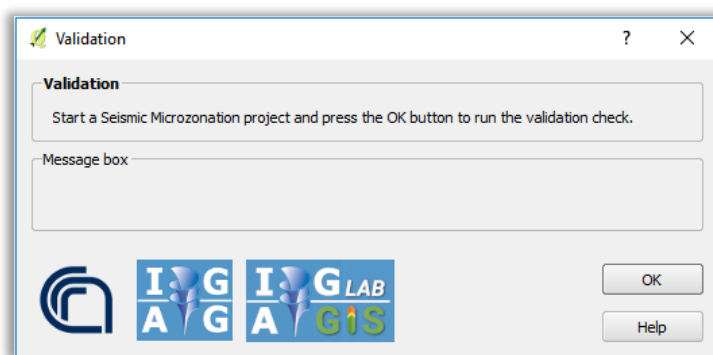 Validation
?
Validation
Start a Seismic Microzonation project and press the OK button to run the validation check.
Message box
I G
A G
I G LAB
A GiS
OK
Help